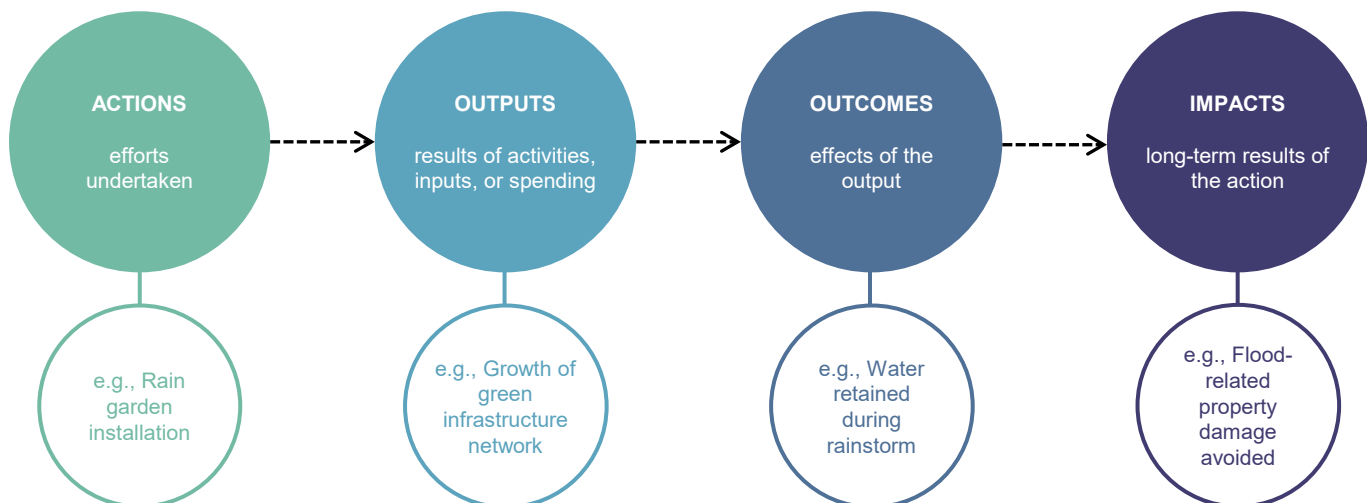 ACTIONS
efforts
undertaken
OUTPUTS
results of activities,
inputs, or spending
OUTCOMES
effects of the
output
IMPACTS
long-term results of
the action
e.g., Rain
garden
installation
e.g., Growth of
green
infrastructure
network
e.g., Water
retained
during
rainstorm
e.g., Flood-
related
property
damage
avoided